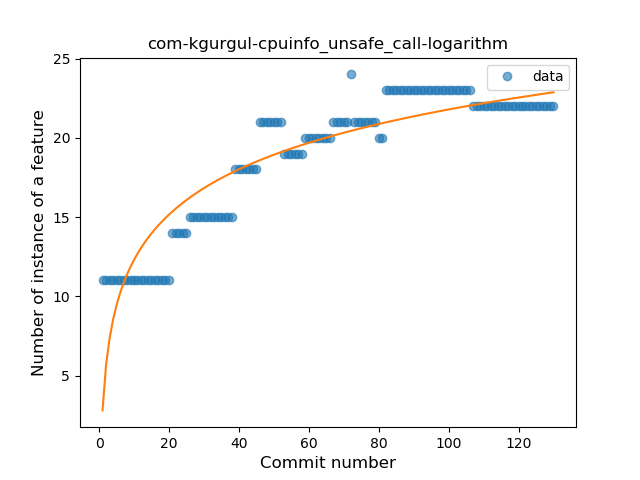 com-kgurgul-cpuinfo_unsafe_call-logarithm
data
Number of instance of a feature
25
20
15
10
5
0 20 40 60 80 100 120
Commit number